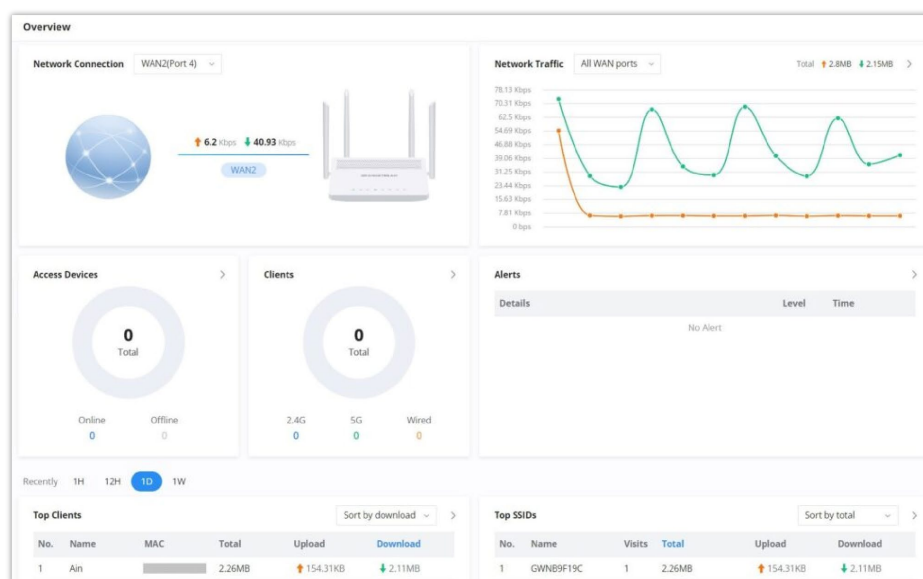 Overview
Network Connection WAN2(Port 4)
6.2 Kbps 40.93 Kbps
WAN2
Network Traffic All WAN ports Total 2.8MB 2.15MB
78.13 Kbps
70.31 Kbps
62.5 Kbps
54.69 Kbps
46.88 Kbps
39.06 Kbps
31.25 Kbps
23.44 Kbps
15.63 Kbps
7.81 Kbps
0 bps
Access Devices
0
Total
Online Offline
0 0
Clients
0
Total
2.4G 5G Wired
0 0 0
Alerts
Details Level Time
No Alert
Recently 1H 12H 1D 1W
Top Clients Sort by download
No. Name MAC Total Upload Download
1 Ain 2.26MB 154.31KB 2.11MB
Top SSIDs Sort by total
No. Name Visits Total Upload Download
1 GWNB9F19C 1 2.26MB 154.31KB 2.11MB